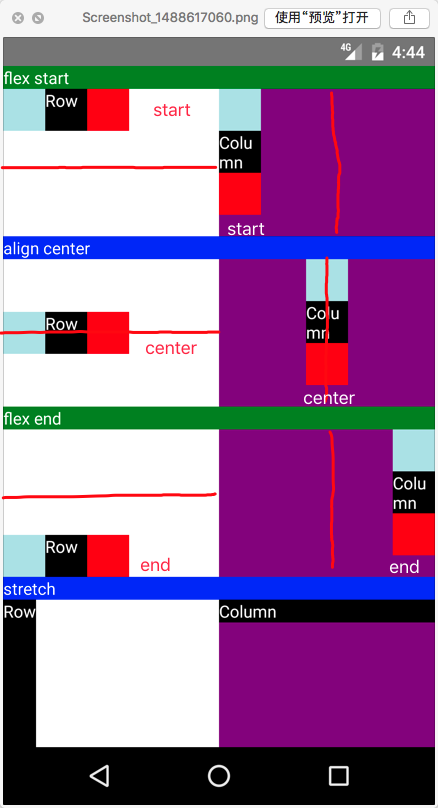 Screenshot_1488617060.png
使用“预览”打开
4G
4:44
flex start
Row
start
Colu
mn
start
align center
Row
center
Colu
mn
center
flex end
Row
end
Colu
mn
end
stretch
Row
Column